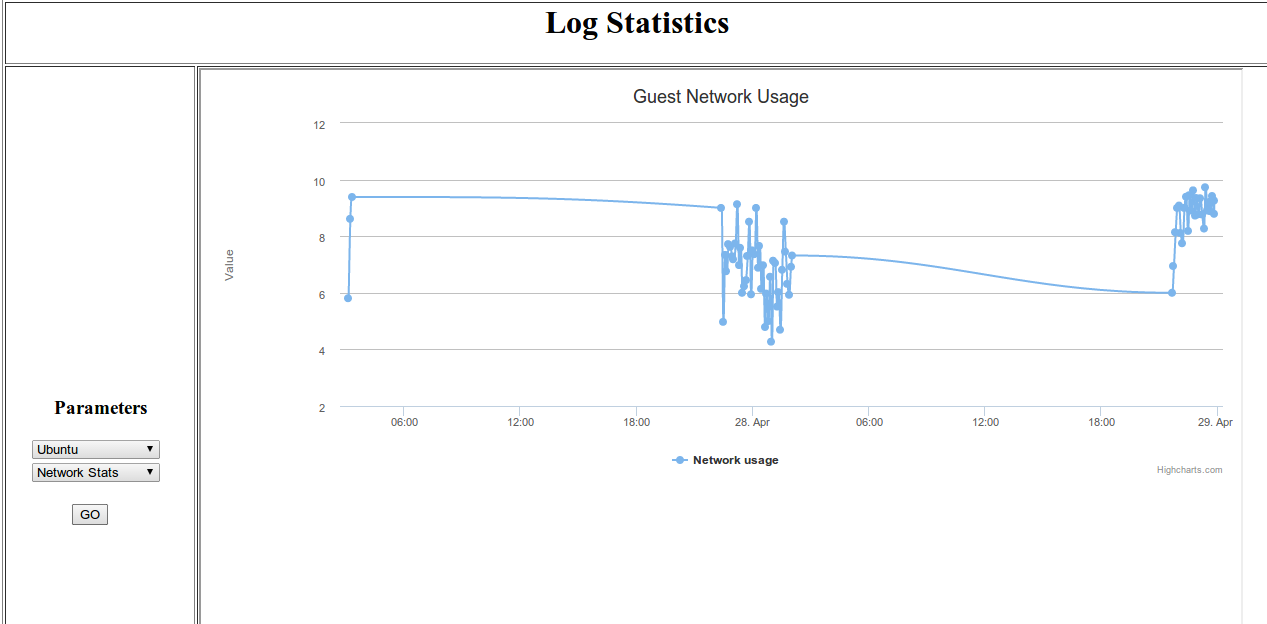 Log Statistics
Parameters
Ubuntu
Network Stats
GO
Guest Network Usage
Value
12
10
8
6
4
2
06:00 12:00 18:00 28. Apr 06:00 12:00 18:00 29. Apr
Network usage
Highcharts.com